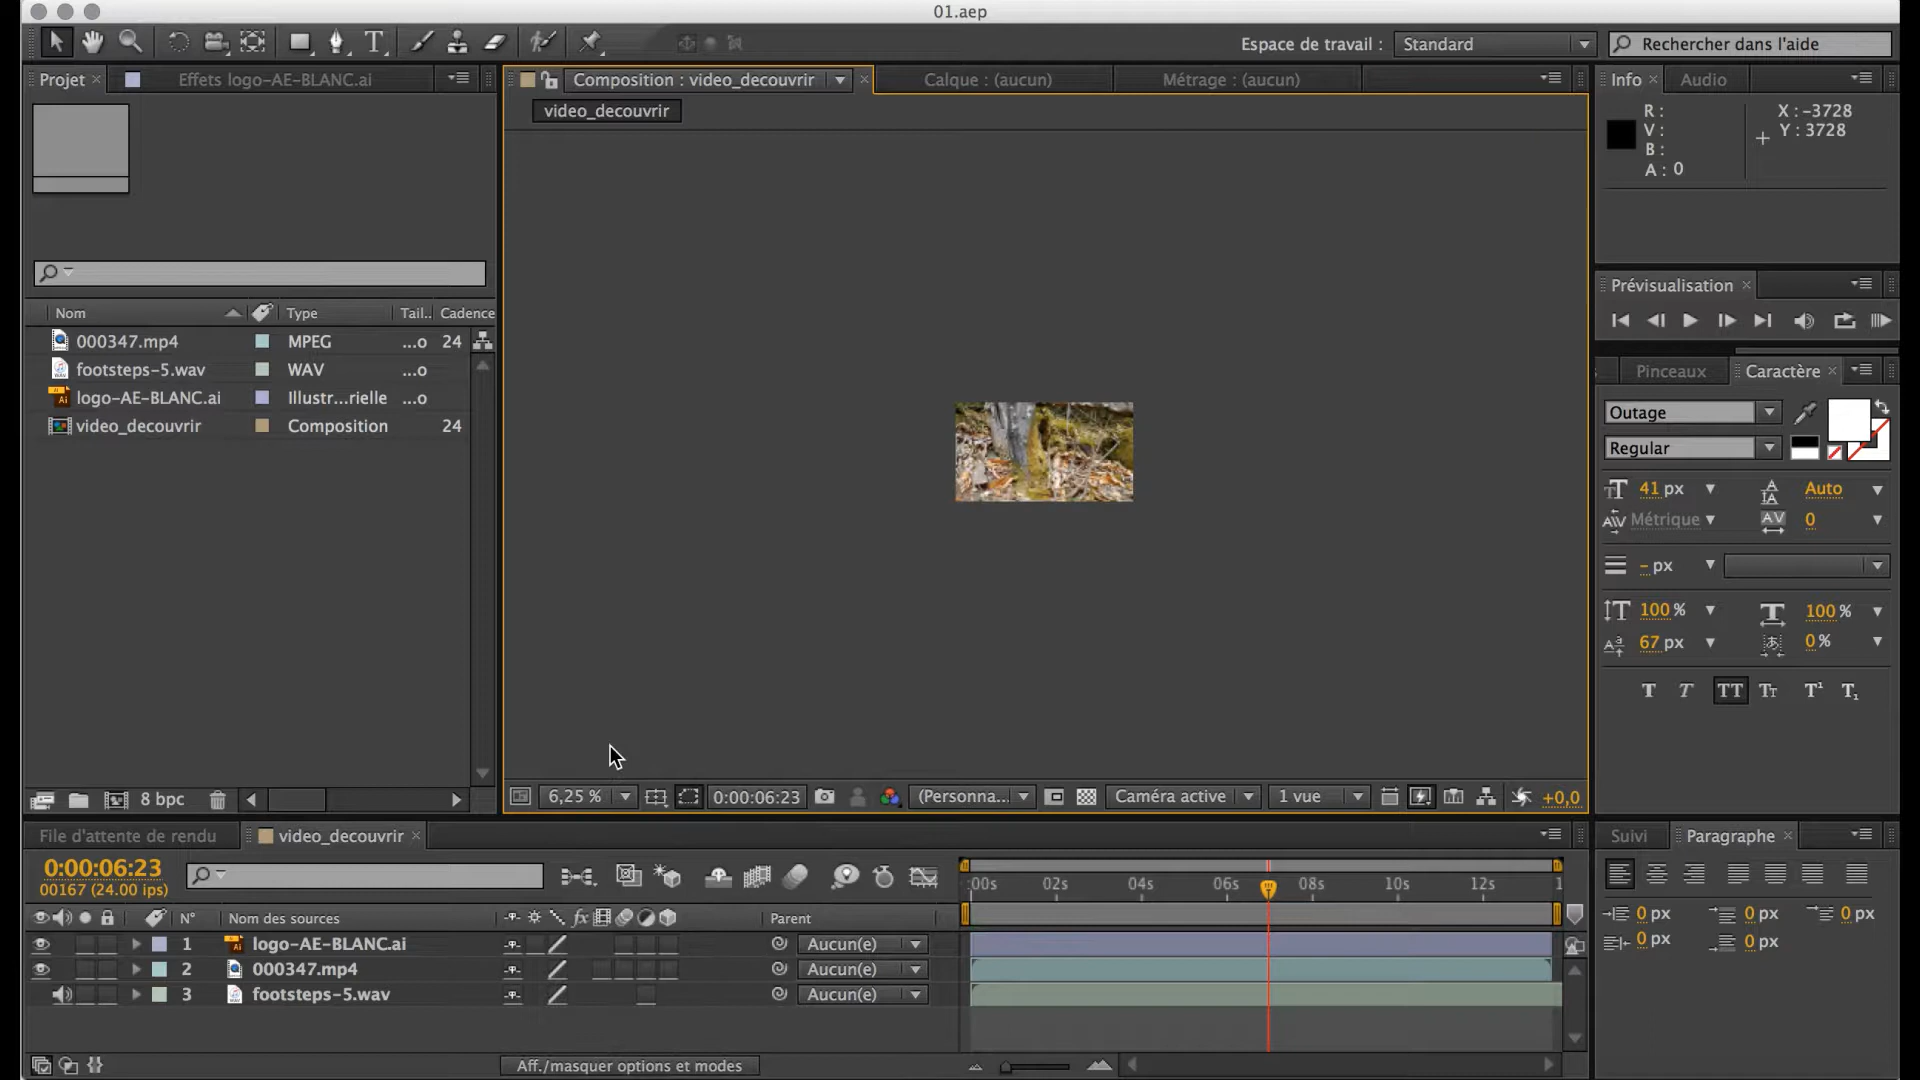 01.aep
Espace de travail : Standard Rechercher dans l'aide
Projet Effets logo-AE-BLANC.ai
Composition : video_decouvrir Calque : (aucun) Métrage : (aucun)
Info Audio
video_decouvrir
R :
V :
B :
A : 0
X : -3728
Y : 3728
Prévisualisation
Nom Type Tail.. Cadence
000347.mp4 MPEG ...o 24
footsteps-5.wav WAV ...o
logo-AE-BLANC.ai Illustr...rielle ...o
video_decouvrir Composition 24
Pinceaux Caractère
Outage
Regular
41 px Auto
Métrique 0
- px
100 % 100 %
67 px 0 %
T T TT Tt T¹ T₁
8 bpc
6,25 % 0:00:06:23 (Personna... Caméra active 1 vue +0,0
File d'attente de rendu video_decouvrir
Suivi Paragraphe
0:00:06:23
00167 (24.00 ips)
:00s 02s 04s 06s 08s 10s 12s 1
N° Nom des sources fx Parent
1 Ai logo-AE-BLANC.ai Aucun(e)
2 000347.mp4 Aucun(e)
3 footsteps-5.wav Aucun(e)
0 px 0 px 0 px
0 px 0 px
Aff./masquer options et modes